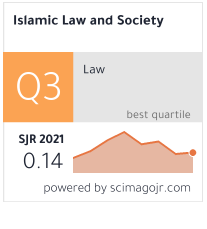 Islamic Law and Society
Q3
Law
best quartile
SJR 2021
0.14
powered by scimagojr.com